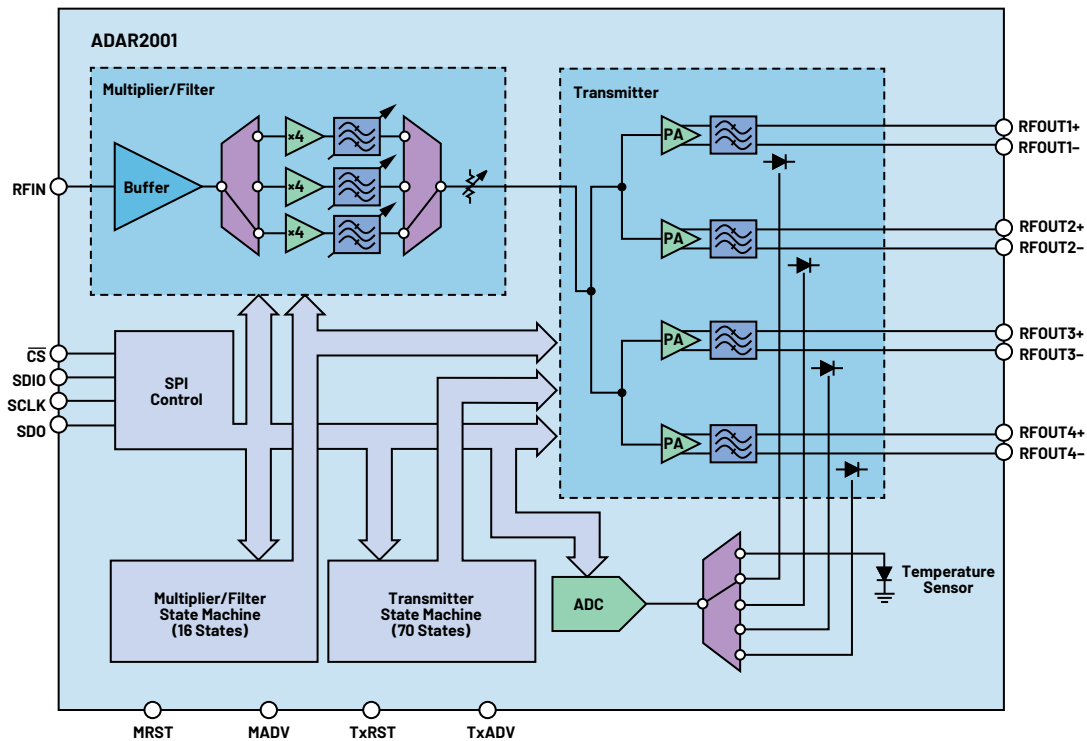 ADAR2001
Multiplier/Filter
Transmitter
RFIN
Buffer
×4
×4
×4
PA
PA
PA
PA
RFOUT1+
RFOUT1–
RFOUT2+
RFOUT2–
RFOUT3+
RFOUT3–
RFOUT4+
RFOUT4–
CS
SDIO
SCLK
SDO
SPI
Control
Multiplier/Filter
State Machine
(16 States)
Transmitter
State Machine
(70 States)
ADC
Temperature
Sensor
MRST
MADV
TxRST
TxADV